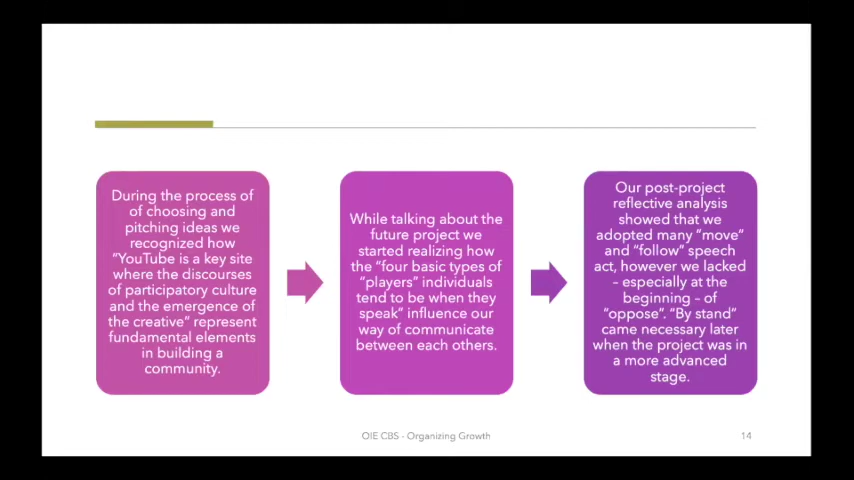 During the process of
of choosing and
pitching ideas we
recognized how
"YouTube is a key site
where the discourses
of participatory culture
and the emergence of
the creative" represent
fundamental elements
in building a
community.
While talking about the
future project we
started realizing how
the "four basic types of
"players" individuals
tend to be when they
speak" influence our
way of communicate
between each others.
Our post-project
reflective analysis
showed that we
adopted many "move"
and "follow" speech
act, however we lacked
– especially at the
beginning – of
"oppose". "By stand"
came necessary later
when the project was in
a more advanced
stage.
OIE CBS - Organizing Growth
14